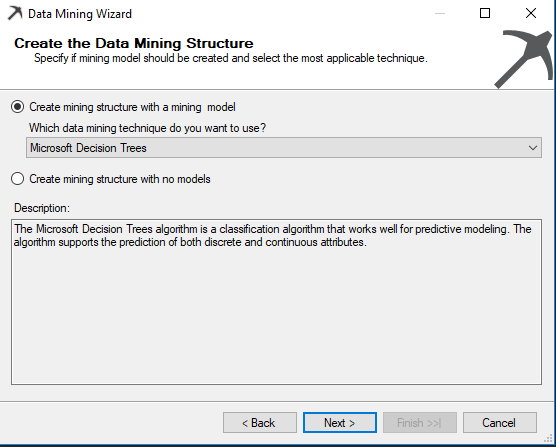 Data Mining Wizard
Create the Data Mining Structure
Specify if mining model should be created and select the most applicable technique.
Create mining structure with a mining model
Which data mining technique do you want to use?
Microsoft Decision Trees
Create mining structure with no models
Description:
The Microsoft Decision Trees algorithm is a classification algorithm that works well for predictive modeling. The
algorithm supports the prediction of both discrete and continuous attributes.
< Back
Next >
Finish >>|
Cancel